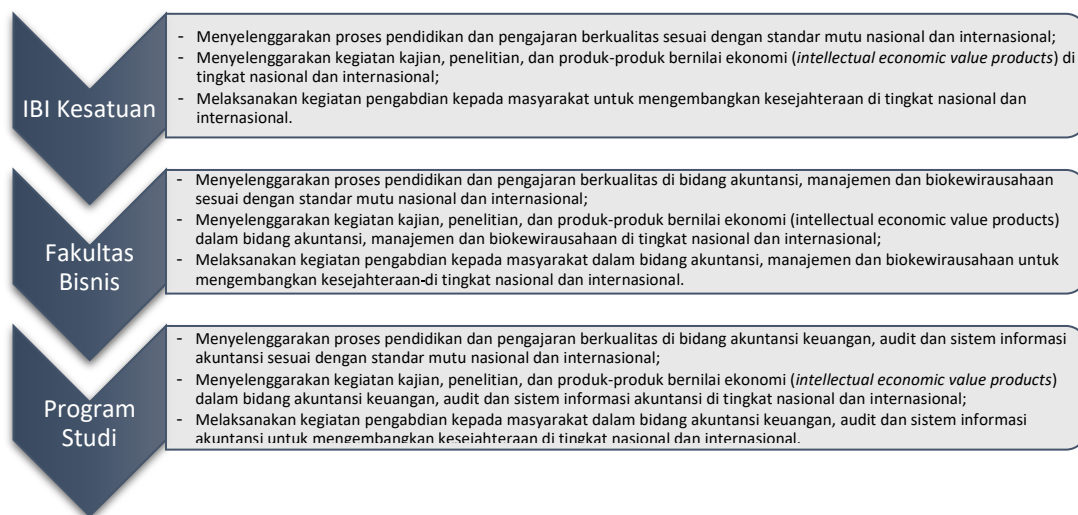 IBI Kesatuan
- Menyelenggarakan proses pendidikan dan pengajaran berkualitas sesuai dengan standar mutu nasional dan internasional;
- Menyelenggarakan kegiatan kajian, penelitian, dan produk-produk bernilai ekonomi (intellectual economic value products) di
tingkat nasional dan internasional;
- Melaksanakan kegiatan pengabdian kepada masyarakat untuk mengembangkan kesejahteraan di tingkat nasional dan
internasional.
Fakultas
Bisnis
- Menyelenggarakan proses pendidikan dan pengajaran berkualitas di bidang akuntansi, manajemen dan biokewirausahaan
sesuai dengan standar mutu nasional dan internasional;
- Menyelenggarakan kegiatan kajian, penelitian, dan produk-produk bernilai ekonomi (intellectual economic value products)
dalam bidang akuntansi, manajemen dan biokewirausahaan di tingkat nasional dan internasional;
- Melaksanakan kegiatan pengabdian kepada masyarakat dalam bidang akuntansi, manajemen dan biokewirausahaan untuk
mengembangkan kesejahteraan-di tingkat nasional dan internasional.
Program
Studi
- Menyelenggarakan proses pendidikan dan pengajaran berkualitas di bidang akuntansi keuangan, audit dan sistem informasi
akuntansi sesuai dengan standar mutu nasional dan internasional;
- Menyelenggarakan kegiatan kajian, penelitian, dan produk-produk bernilai ekonomi (intellectual economic value products)
dalam bidang akuntansi keuangan, audit dan sistem informasi akuntansi di tingkat nasional dan internasional;
- Melaksanakan kegiatan pengabdian kepada masyarakat dalam bidang akuntansi keuangan, audit dan sistem informasi
akuntansi untuk mengembangkan kesejahteraan di tingkat nasional dan internasional.